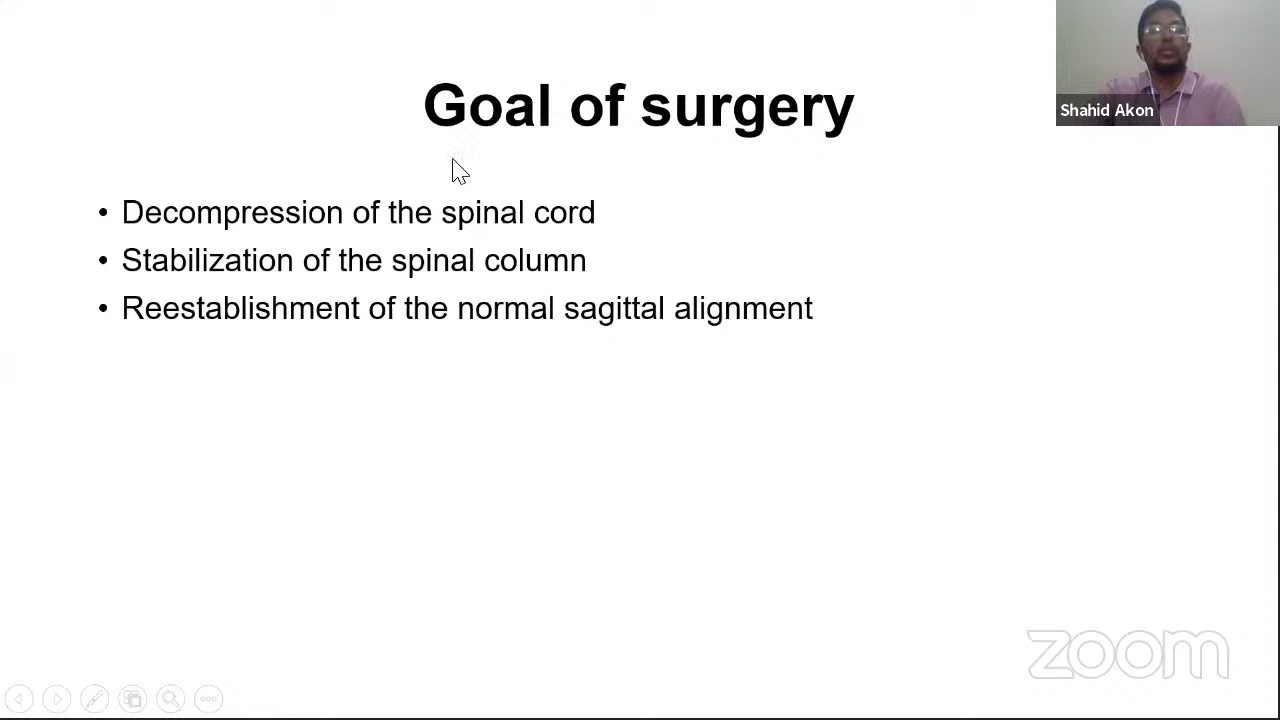 Goal of surgery
Shahid Akon
• Decompression of the spinal cord
• Stabilization of the spinal column
• Reestablishment of the normal sagittal alignment
zoom